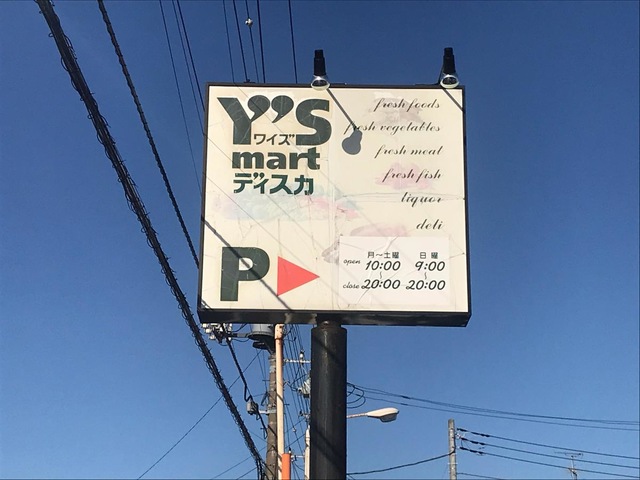 Y's
ワイズ
mart
ディスカ
P
fresh foods
fresh vegetables
fresh meat
fresh fish
liquor
deli
月～土曜 日曜
open 10:00 9:00
～ ～
close 20:00 20:00